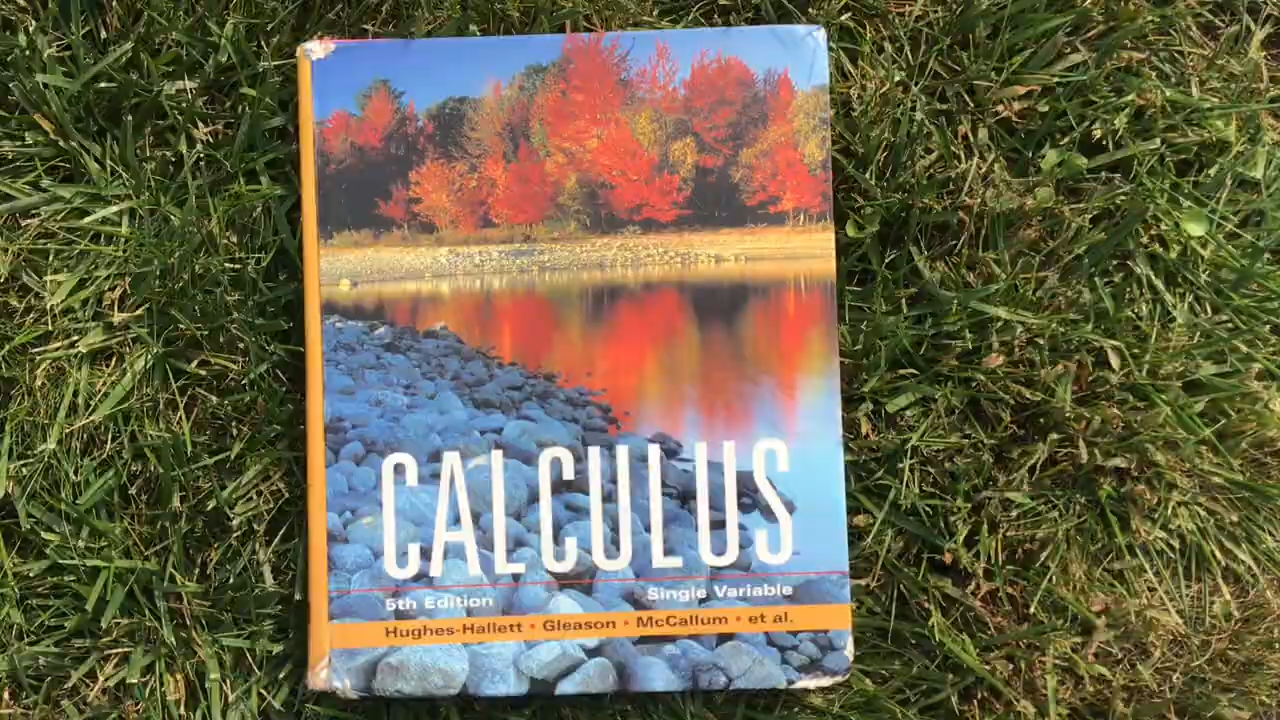 CALCULUS
5th Edition Single Variable
Hughes-Hallett • Gleason • McCallum • et al.